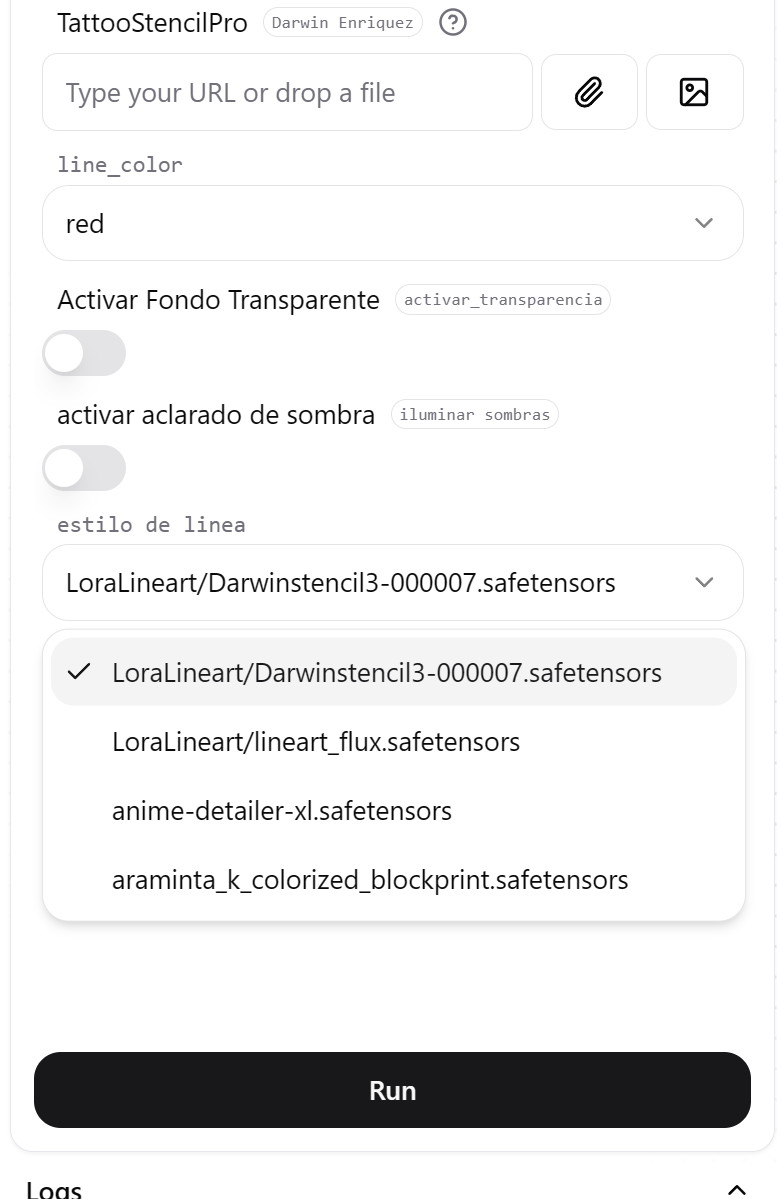 TattooStencilPro Darwin Enriquez
Type your URL or drop a file
line_color
red
Activar Fondo Transparente activar_transparencia
activar aclarado de sombra iluminar sombras
estilo de linea
LoraLineart/Darwinstencil3-000007.safetensors
LoraLineart/Darwinstencil3-000007.safetensors
LoraLineart/lineart_flux.safetensors
anime-detailer-xl.safetensors
araminta_k_colorized_blockprint.safetensors
Run
Logs